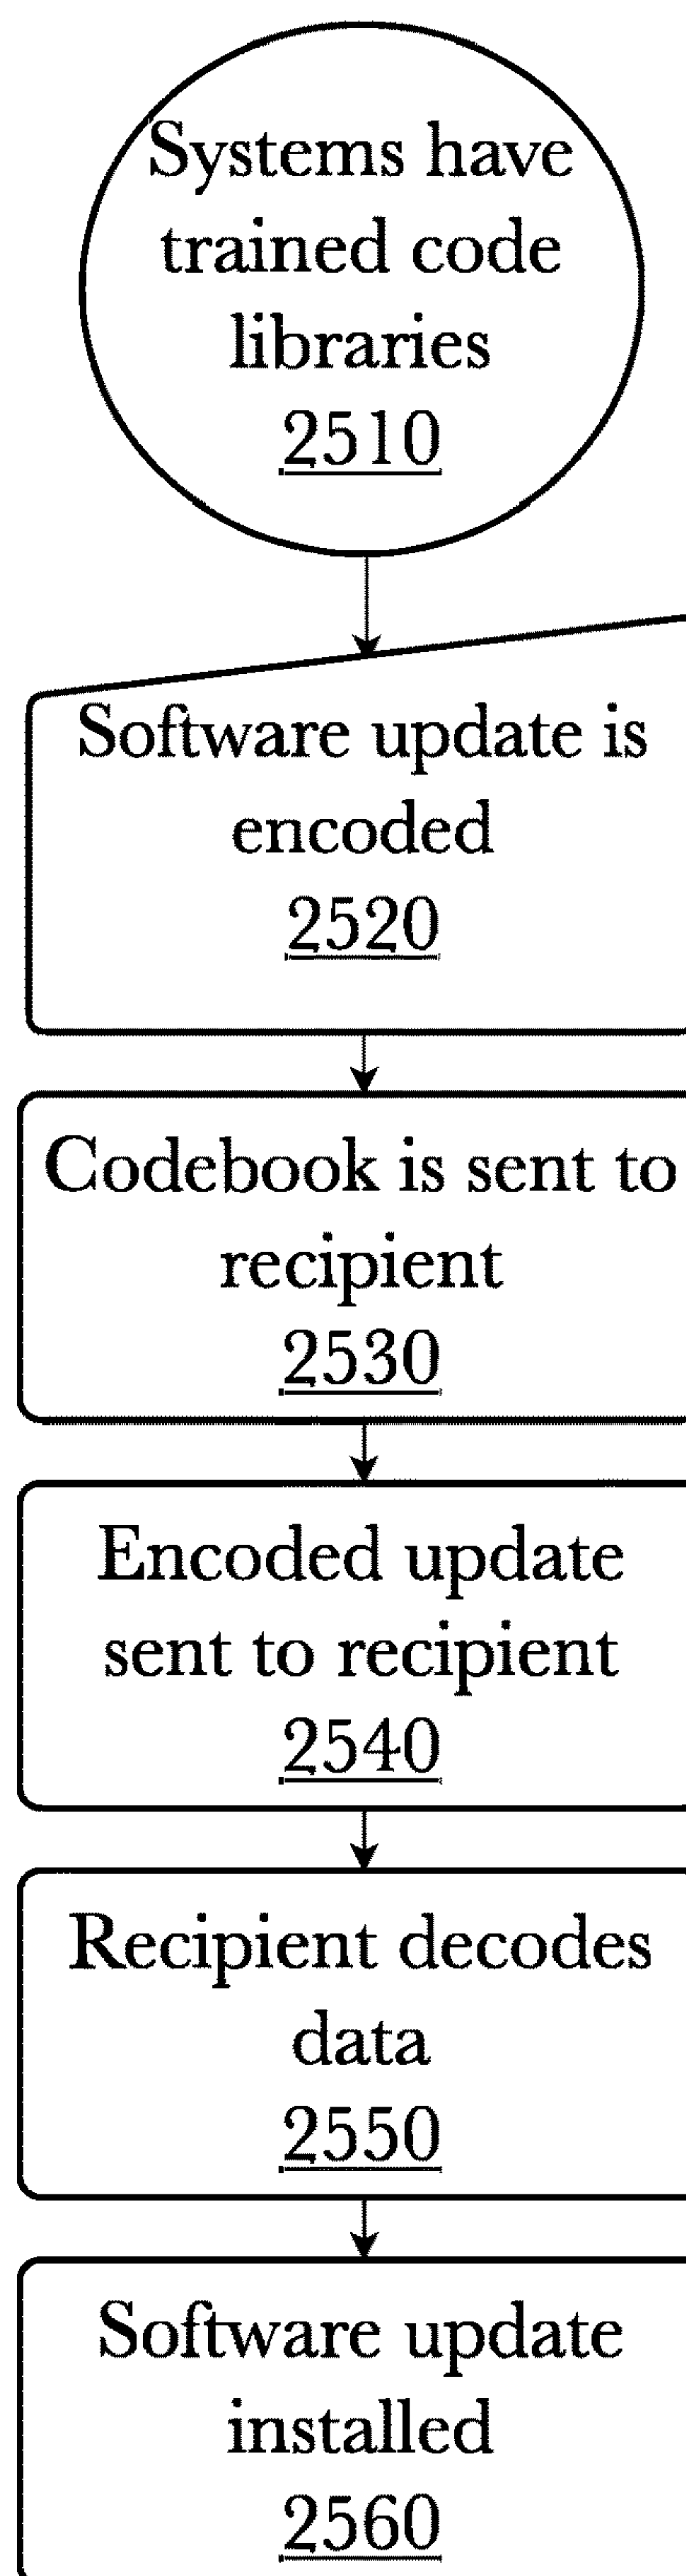 Systems have
trained code
libraries
2510
Software update is
encoded
2520
Codebook is sent to
recipient
2530
Encoded update
sent to recipient
2540
Recipient decodes
data
2550
Software update
installed
2560